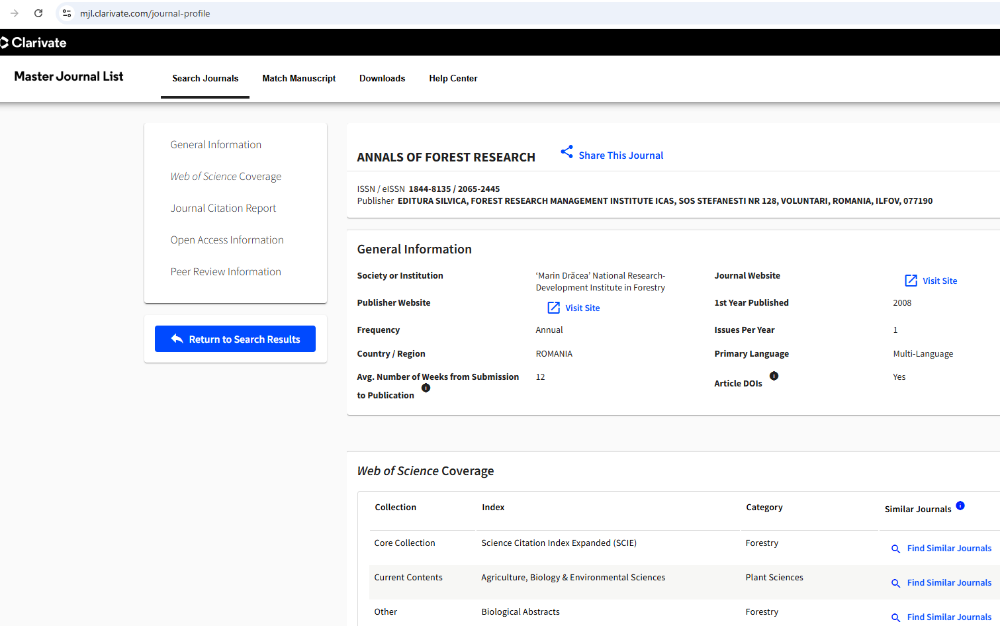 mjl.clarivate.com/journal-profile
Clarivate
Master Journal List
Search Journals
Match Manuscript
Downloads
Help Center
General Information
Web of Science Coverage
Journal Citation Report
Open Access Information
Peer Review Information
Return to Search Results
ANNALS OF FOREST RESEARCH
Share This Journal
ISSN / eISSN 1844-8135 / 2065-2445
Publisher EDITURA SILVICA, FOREST RESEARCH MANAGEMENT INSTITUTE ICAS, SOS STEFANESTI NR 128, VOLUNTARI, ROMANIA, ILFOV, 077190
General Information
Society or Institution
‘Marin Drăcea’ National Research-
Development Institute in Forestry
Journal Website
Visit Site
Publisher Website
Visit Site
1st Year Published
2008
Frequency
Annual
Issues Per Year
1
Country / Region
ROMANIA
Primary Language
Multi-Language
Avg. Number of Weeks from Submission
to Publication
12
Article DOIs
Yes
Web of Science Coverage
Collection
Index
Category
Similar Journals
Core Collection
Science Citation Index Expanded (SCIE)
Forestry
Find Similar Journals
Current Contents
Agriculture, Biology & Environmental Sciences
Plant Sciences
Find Similar Journals
Other
Biological Abstracts
Forestry
Find Similar Journals